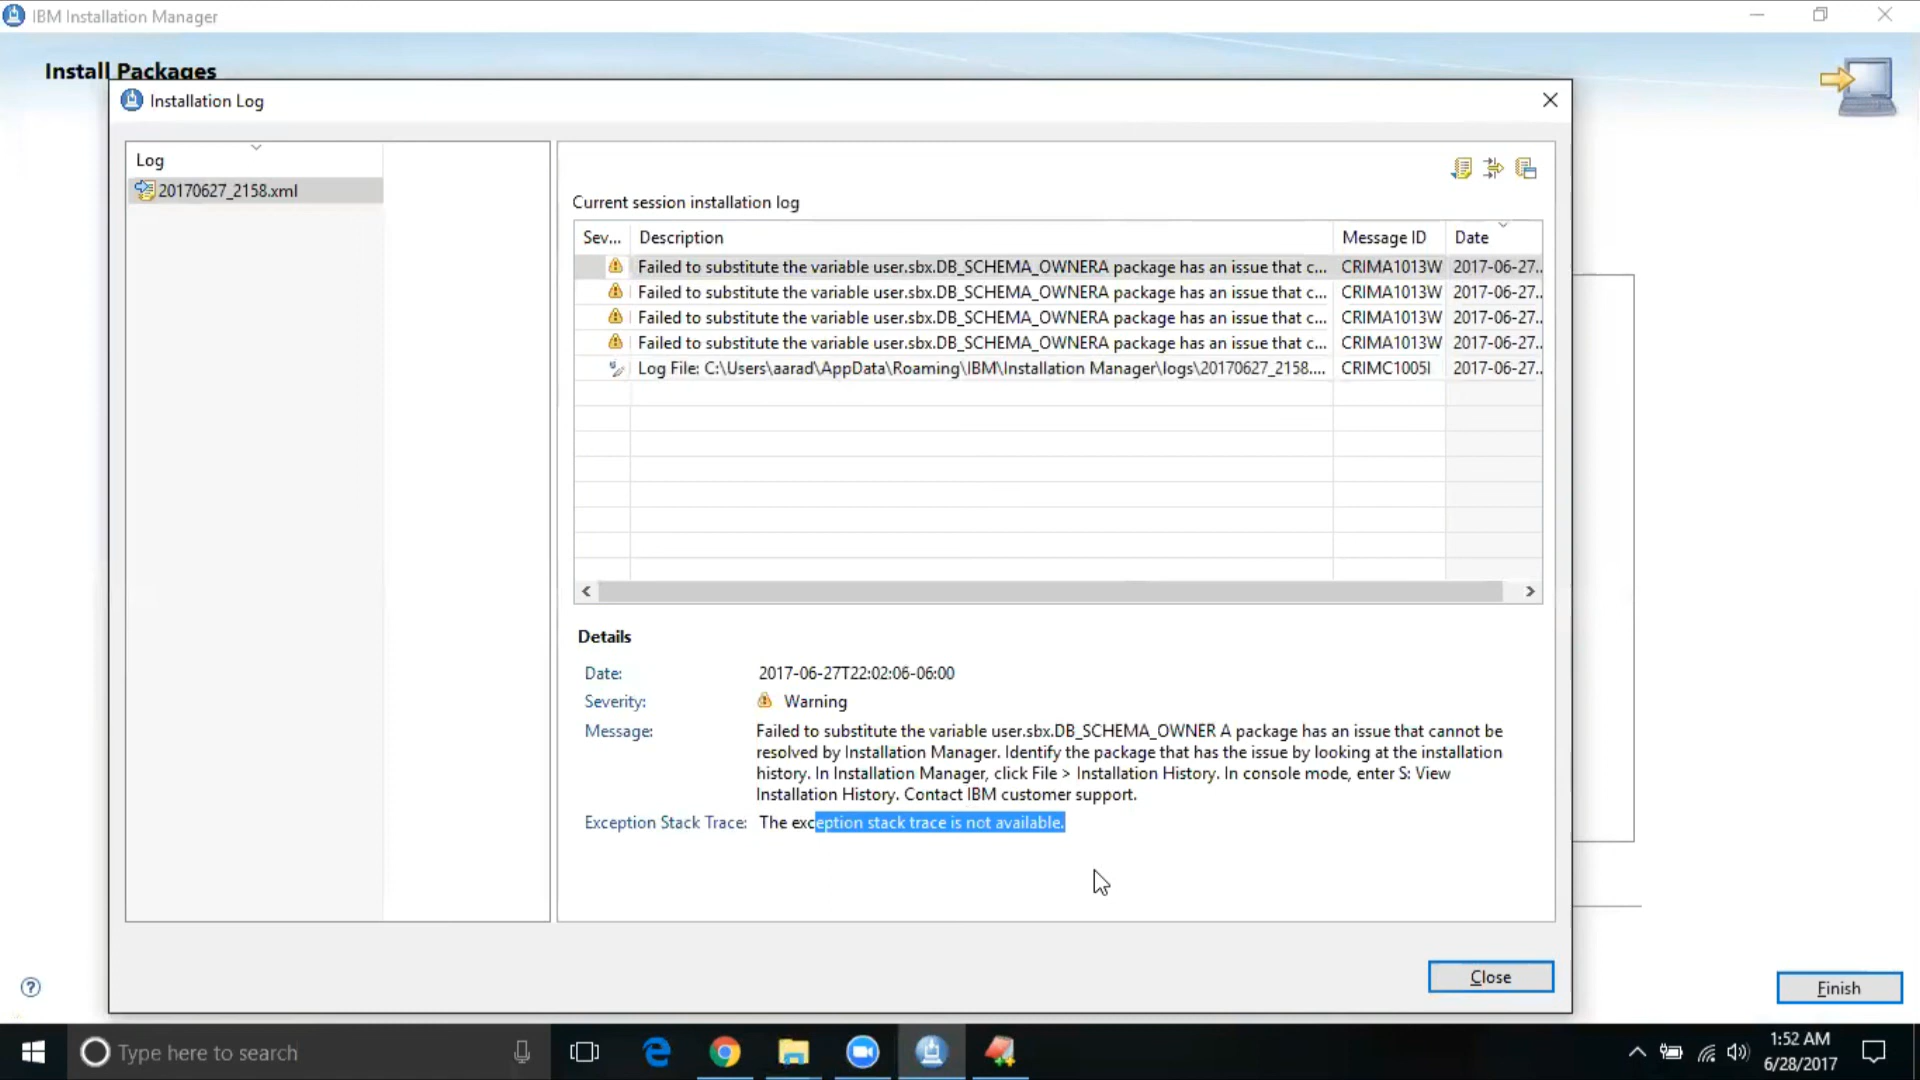 IBM Installation Manager
Install Packages
Installation Log
Log
20170627_2158.xml
Current session installation log
Sev... Description Message ID Date
Failed to substitute the variable user.sbx.DB_SCHEMA_OWNERA package has an issue that c... CRIMA1013W 2017-06-27...
Failed to substitute the variable user.sbx.DB_SCHEMA_OWNERA package has an issue that c... CRIMA1013W 2017-06-27...
Failed to substitute the variable user.sbx.DB_SCHEMA_OWNERA package has an issue that c... CRIMA1013W 2017-06-27...
Failed to substitute the variable user.sbx.DB_SCHEMA_OWNERA package has an issue that c... CRIMA1013W 2017-06-27...
Log File: C:\Users\aarad\AppData\Roaming\IBM\Installation Manager\logs\20170627_2158.... CRIMC1005I 2017-06-27...
Details
Date: 2017-06-27T22:02:06-06:00
Severity: Warning
Message: Failed to substitute the variable user.sbx.DB_SCHEMA_OWNER A package has an issue that cannot be
resolved by Installation Manager. Identify the package that has the issue by looking at the installation
history. In Installation Manager, click File > Installation History. In console mode, enter S: View
Installation History. Contact IBM customer support.
Exception Stack Trace: The exception stack trace is not available.
Close
Finish
Type here to search
1:52 AM
6/28/2017